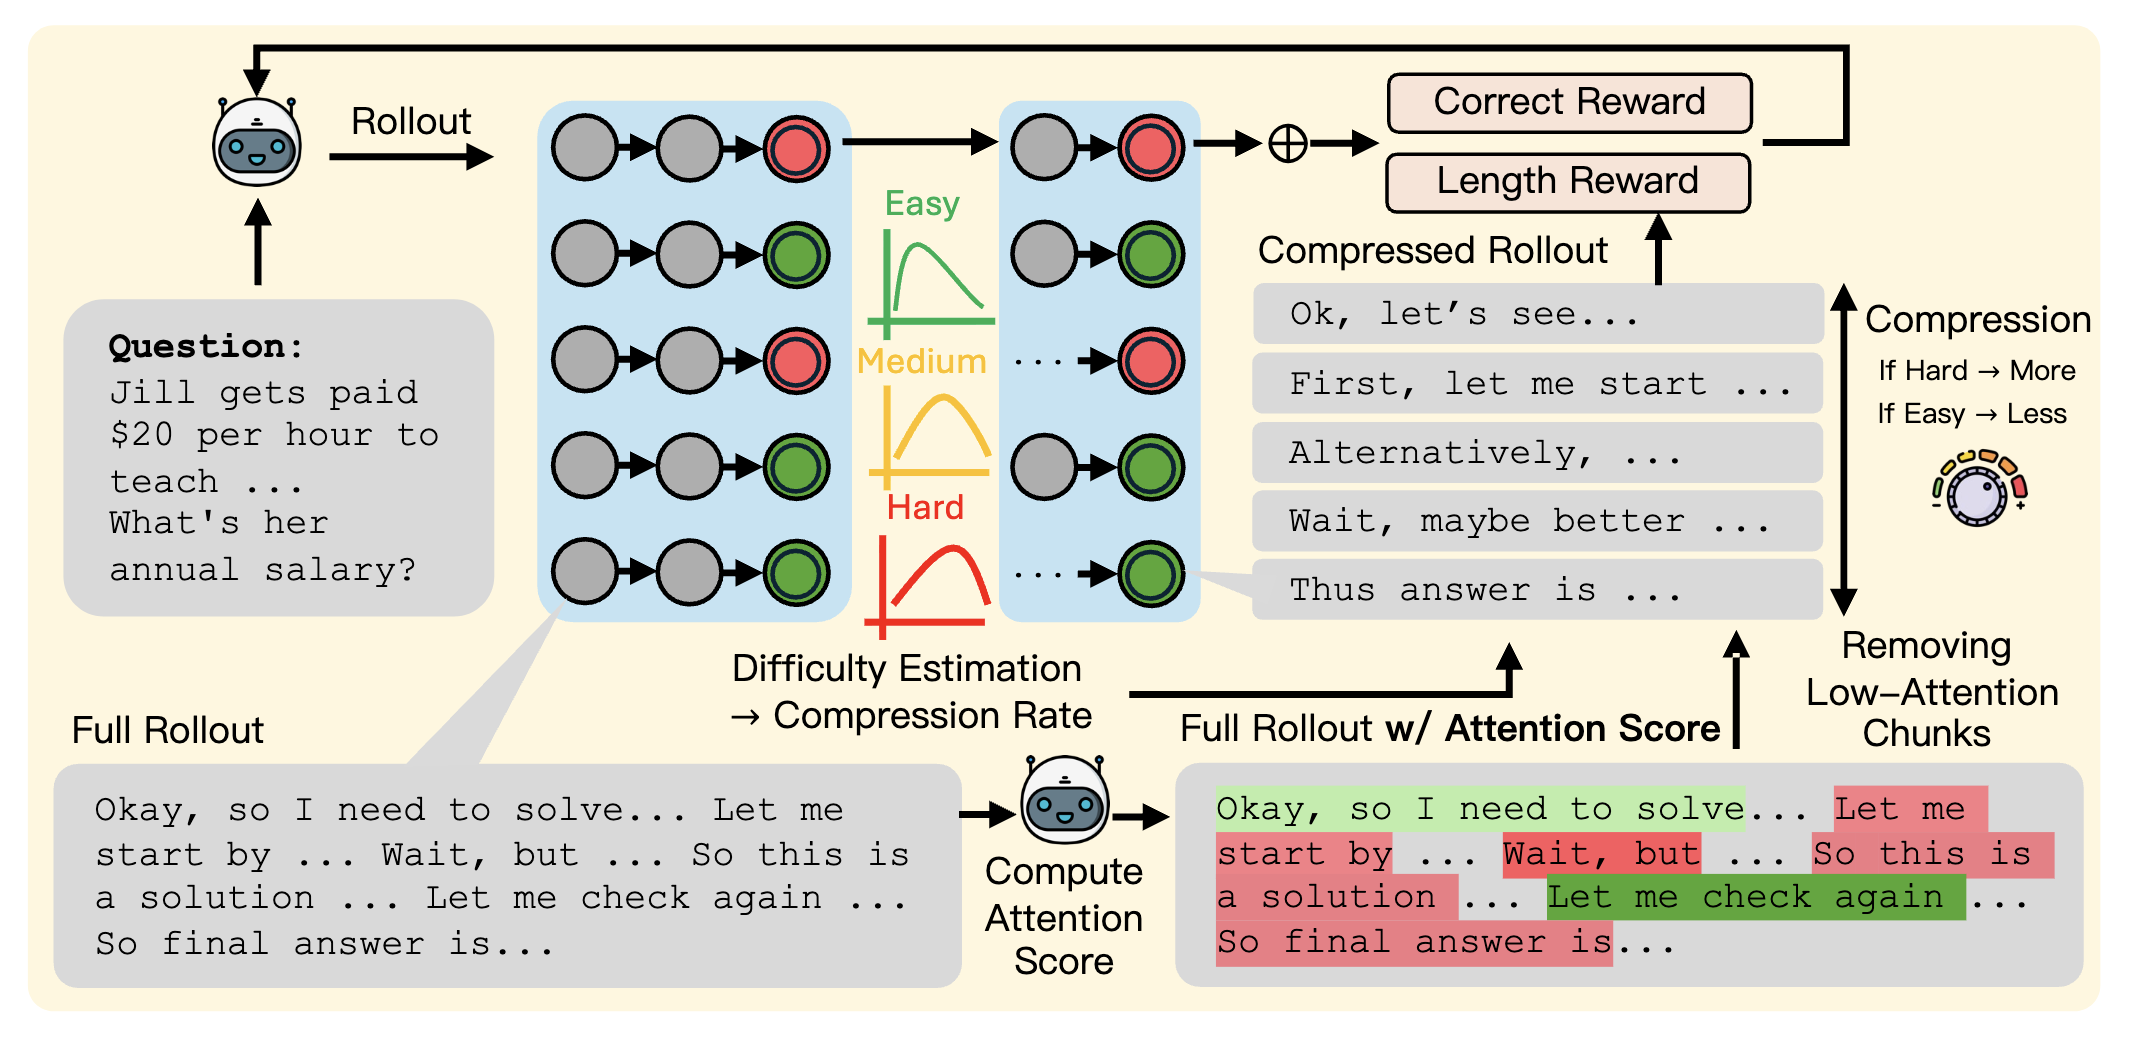 Rollout
Correct Reward
Length Reward
Easy
Medium
Hard
Compressed Rollout
Ok, let’s see...
First, let me start ...
Alternatively, ...
Wait, maybe better ...
Thus answer is ...
Compression
If Hard → More
If Easy → Less
- +
Removing
Low-Attention
Chunks
Question:
Jill gets paid
$20 per hour to
teach ...
What's her
annual salary?
...
...
Difficulty Estimation
→ Compression Rate
Full Rollout
Okay, so I need to solve... Let me
start by ... Wait, but ... So this is
a solution ... Let me check again ...
So final answer is...
Compute
Attention
Score
Full Rollout w/ Attention Score
Okay, so I need to solve... Let me
start by ... Wait, but ... So this is
a solution ... Let me check again ...
So final answer is...